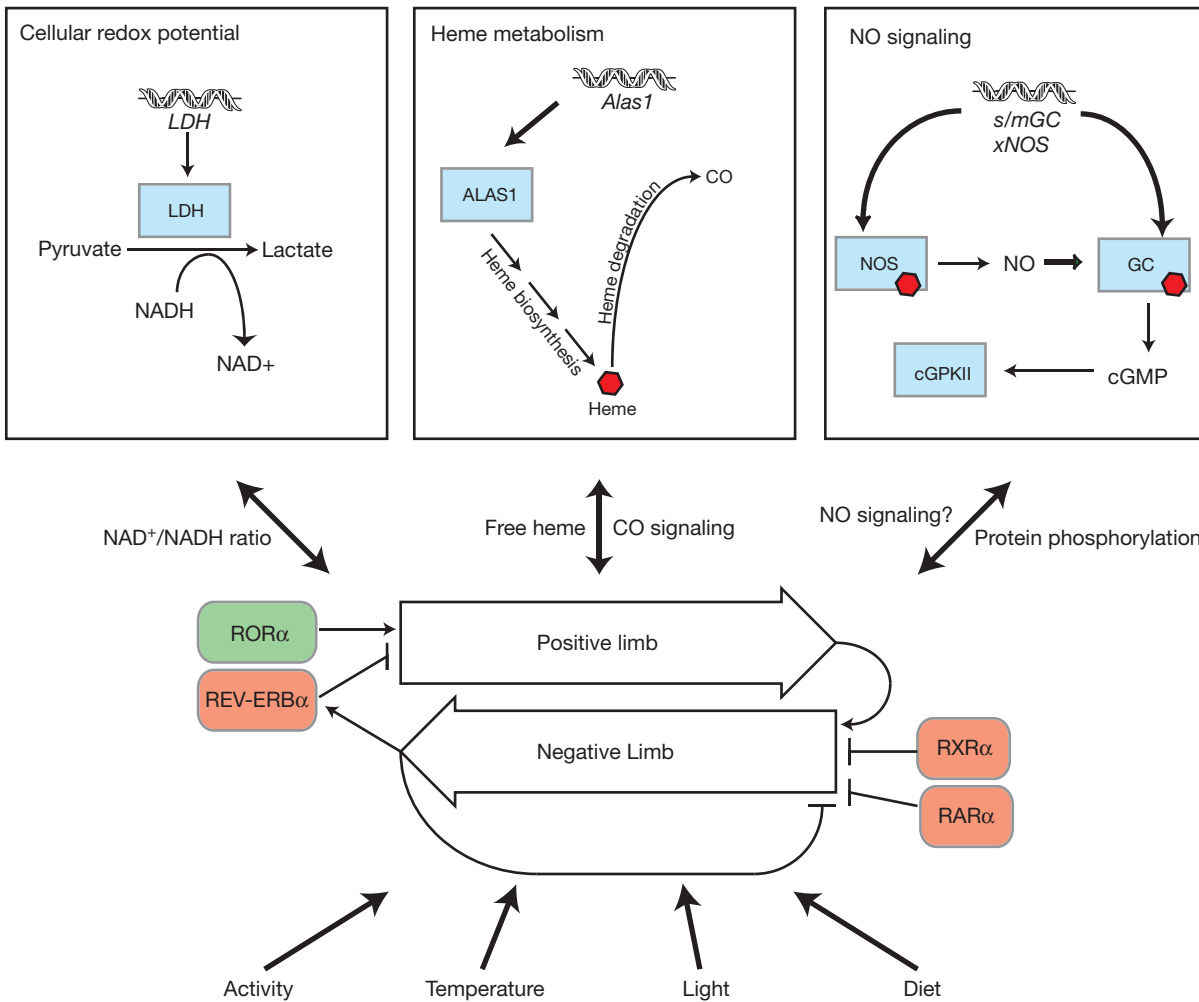 Cellular redox potential
LDH
LDH
Pyruvate
Lactate
NADH
NAD+
Heme metabolism
Alas1
ALAS1
CO
Heme biosynthesis
Heme degradation
Heme
NO signaling
s/mGC
xNOS
NOS
NO
GC
cGPKII
cGMP
NAD+/NADH ratio
Free heme
CO signaling
NO signaling?
Protein phosphorylation
RORα
REV-ERBα
Positive limb
Negative Limb
RXRα
RARα
Activity
Temperature
Light
Diet